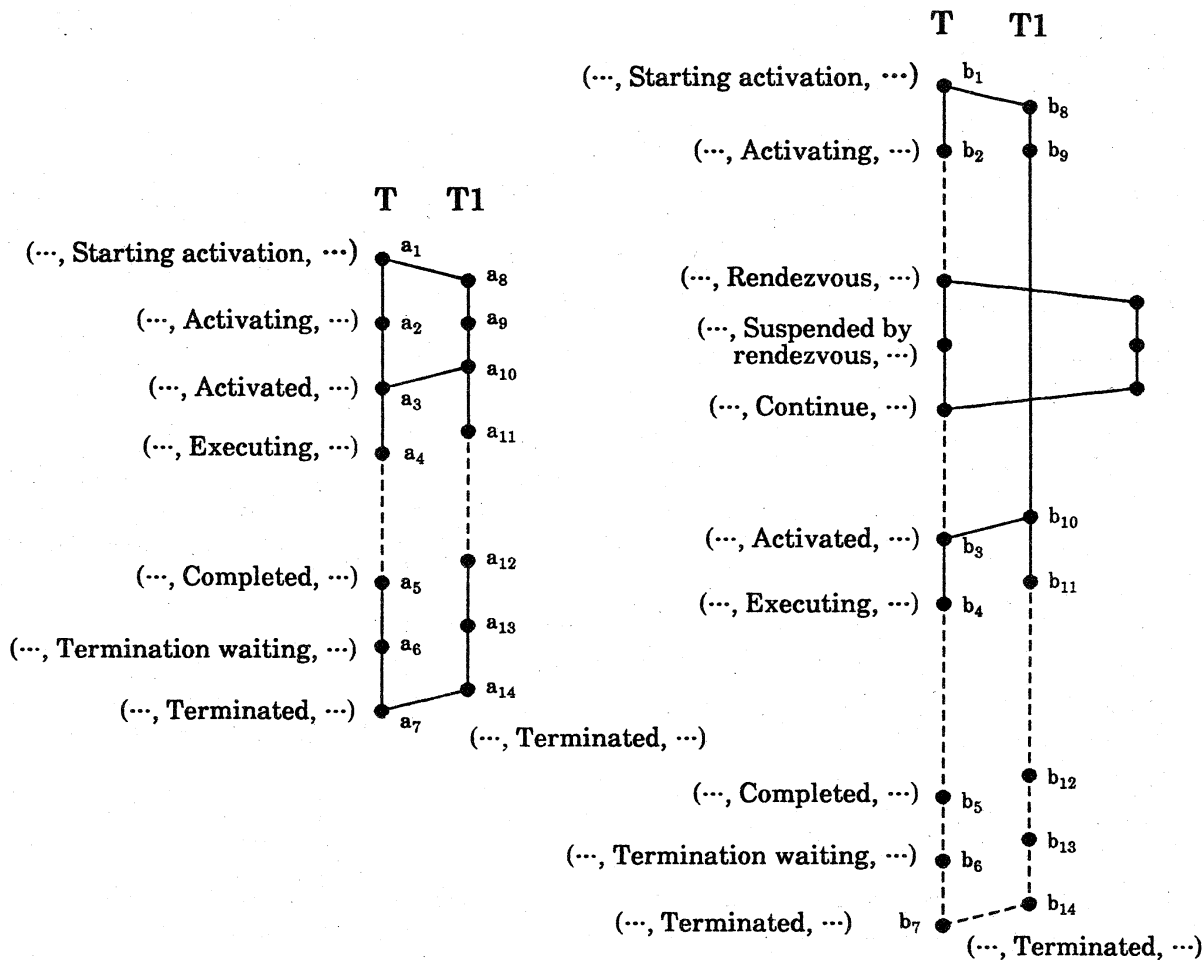 T T1
(···, Starting activation, ···) a₁
a₈
(···, Activating, ···) a₂ a₉
a₁₀
(···, Activated, ···) a₃
a₁₁
(···, Executing, ···) a₄
a₁₂
(···, Completed, ···) a₅
a₁₃
(···, Termination waiting, ···) a₆
a₁₄
(···, Terminated, ···) a₇
(···, Terminated, ···)
T T1
(···, Starting activation, ···) b₁
b₈
(···, Activating, ···) b₂ b₉
(···, Rendezvous, ···)
(···, Suspended by
rendezvous, ···)
(···, Continue, ···)
b₁₀
(···, Activated, ···) b₃
b₁₁
(···, Executing, ···) b₄
b₁₂
(···, Completed, ···) b₅
b₁₃
(···, Termination waiting, ···) b₆
b₁₄
(···, Terminated, ···) b₇
(···, Terminated, ···)